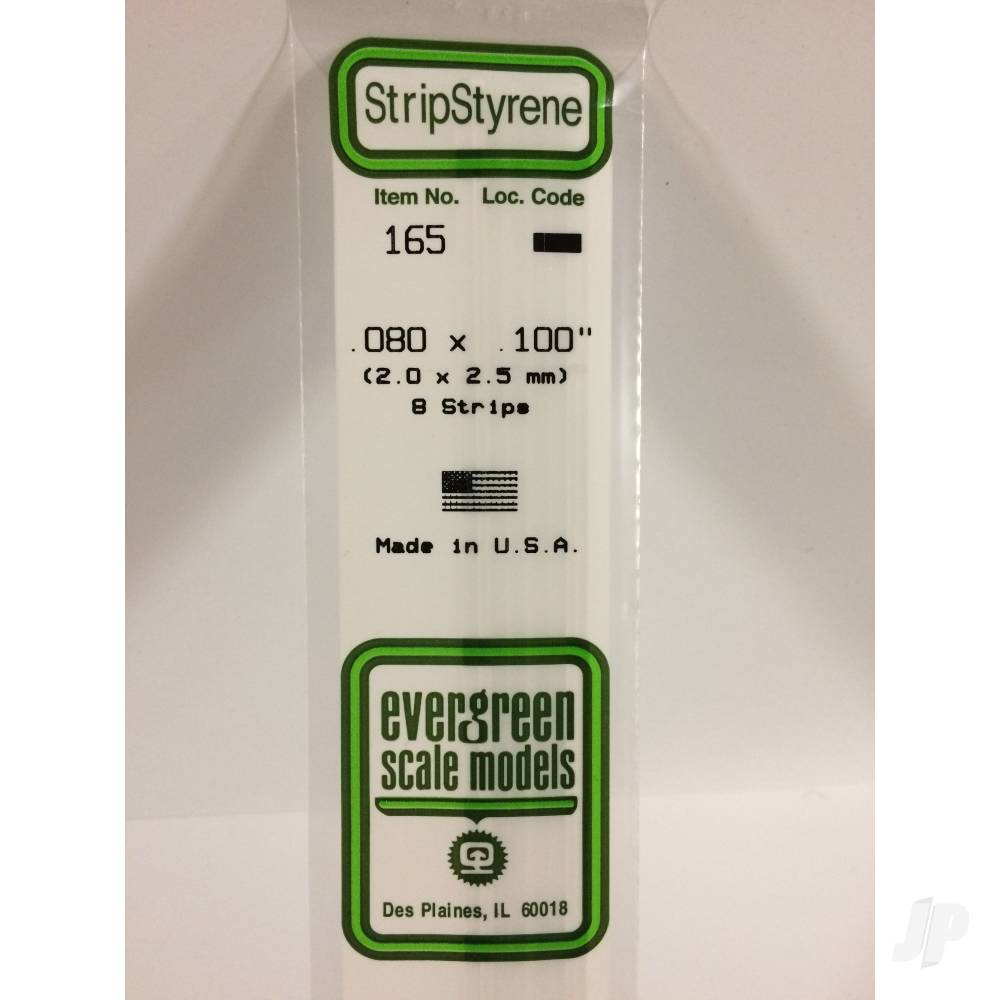 StripStyrene
Item No. Loc. Code
165
.080 x .100"
(2.0 x 2.5 mm)
8 Strips
Made in U.S.A.
evergreen
scale models
Des Plaines, IL 60018
JP